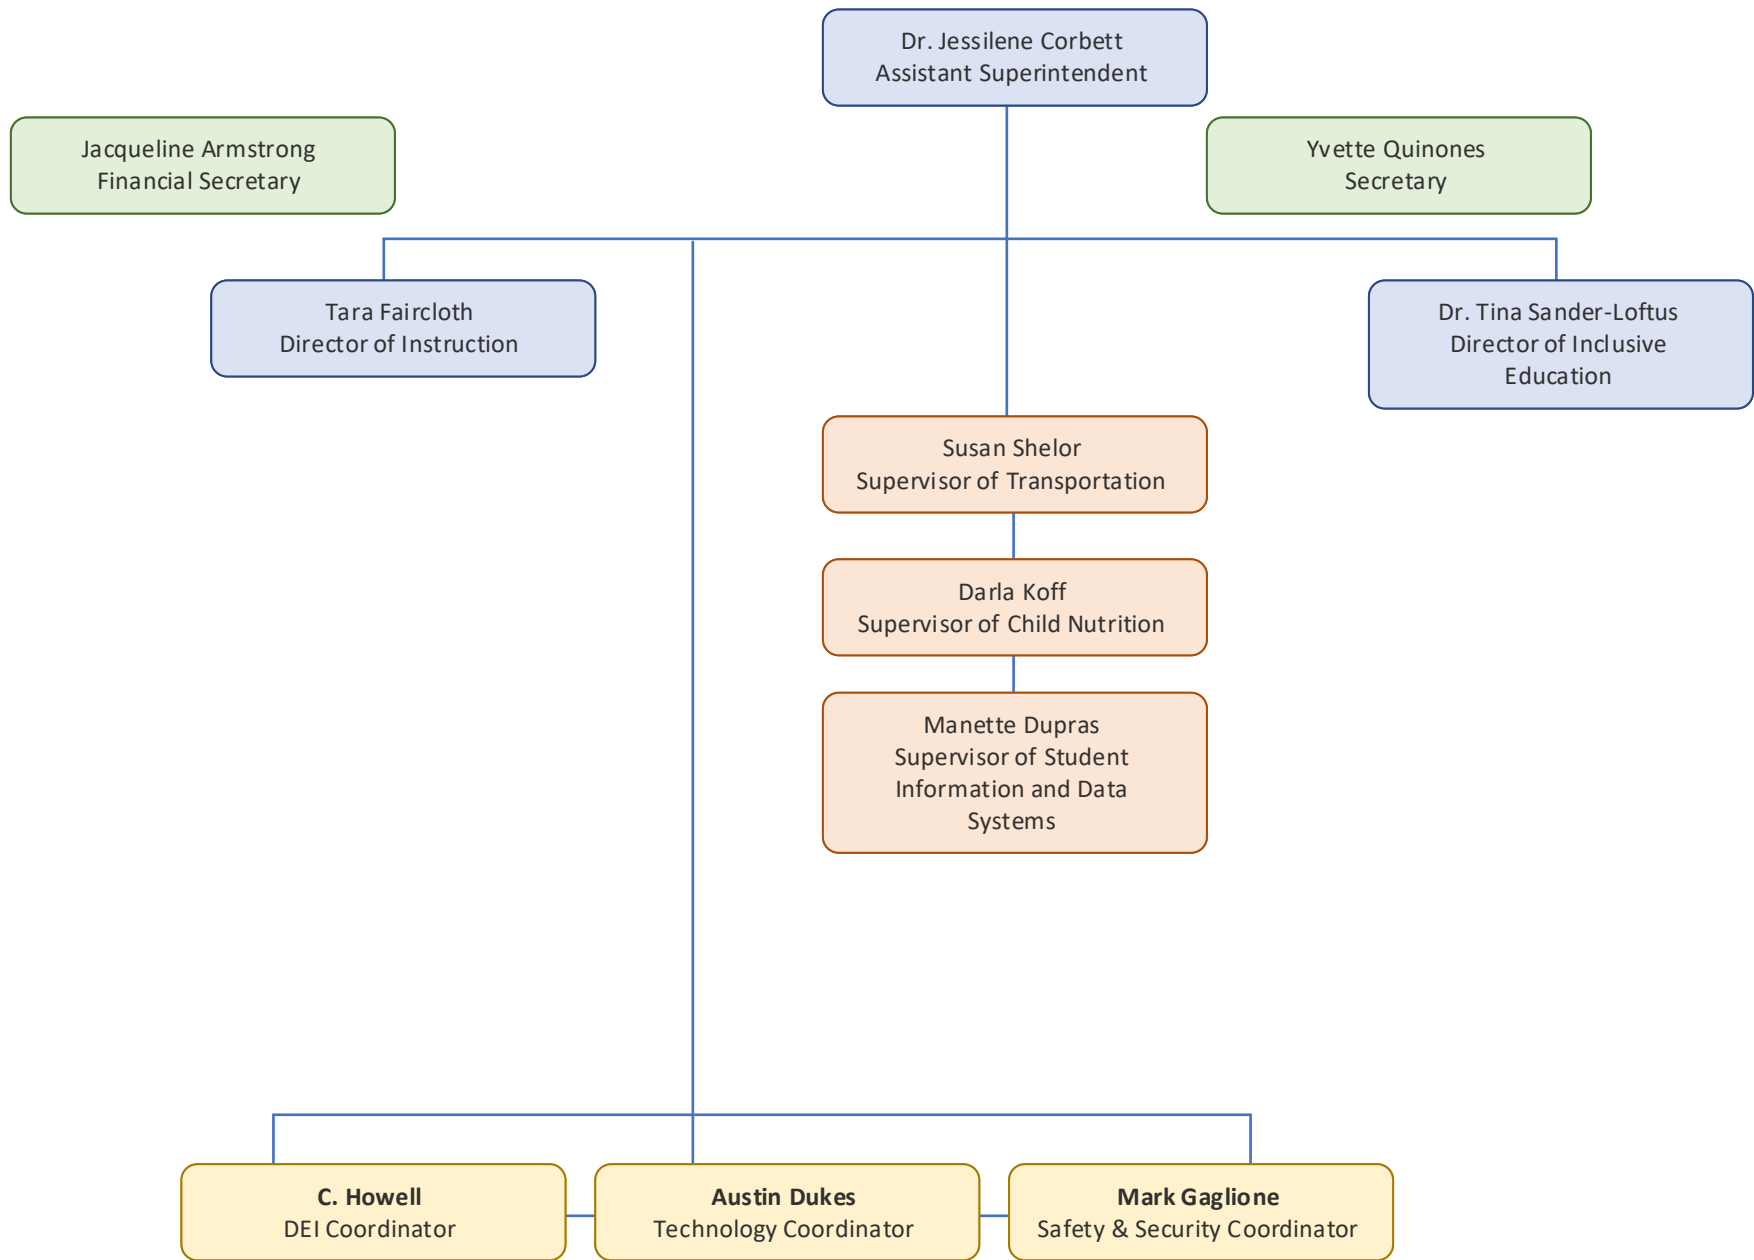 Dr. Jessilene Corbett
Assistant Superintendent
Jacqueline Armstrong
Financial Secretary
Yvette Quinones
Secretary
Tara Faircloth
Director of Instruction
Dr. Tina Sander-Loftus
Director of Inclusive
Education
Susan Shelor
Supervisor of Transportation
Darla Koff
Supervisor of Child Nutrition
Manette Dupras
Supervisor of Student
Information and Data
Systems
C. Howell
DEI Coordinator
Austin Dukes
Technology Coordinator
Mark Gaglione
Safety & Security Coordinator